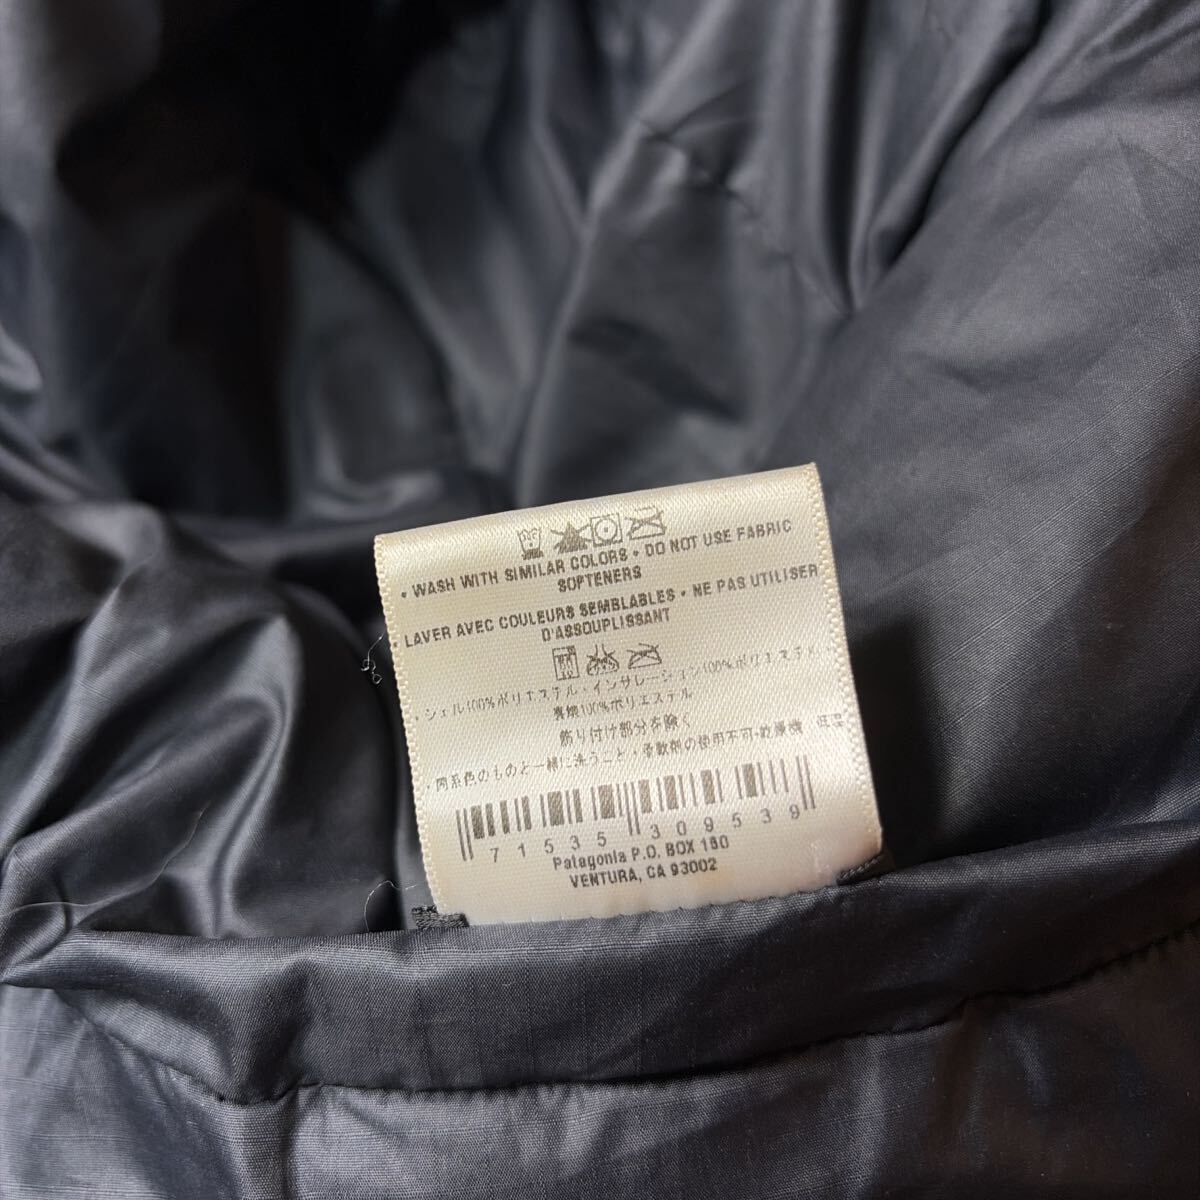 • WASH WITH SIMILAR COLORS • DO NOT USE FABRIC
SOFTENERS
• LAVER AVEC COULEURS SEMBLABLES • NE PAS UTILISER
D'ASSOUPLISSANT
・シェル100%ポリエステル・インサレーション100%ポリエステル
裏地100%ポリエステル
飾り付け部分を除く
・同系色のものと一緒に洗うこと・柔軟剤の使用不可・乾燥機 低温
7 15535 309539
Patagonia P.O. BOX 150
VENTURA, CA 93002